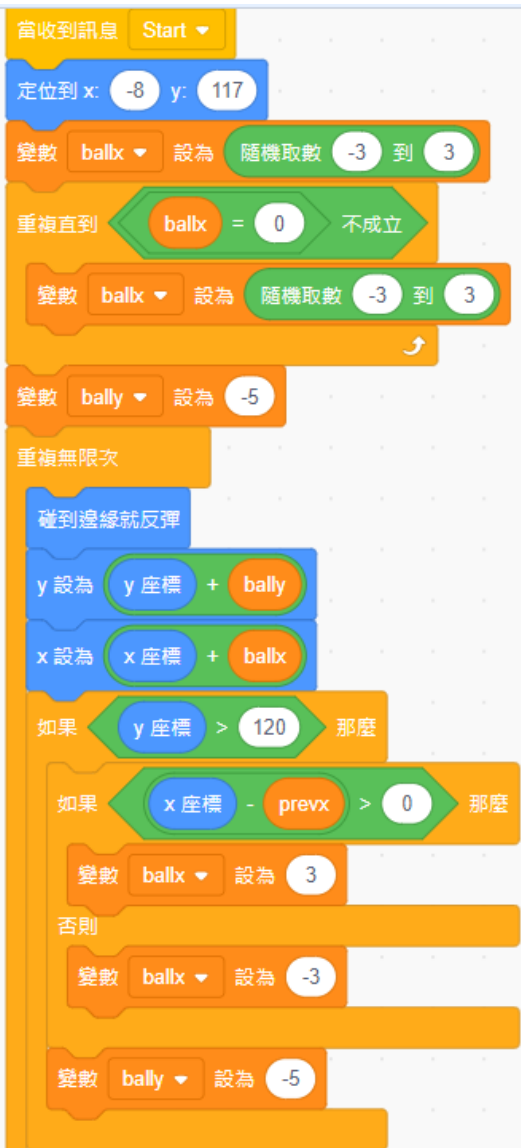 當收到訊息 Start
定位到 x: -8 y: 117
變數 ballx 設為 隨機取數 -3 到 3
重複直到 ballx = 0 不成立
變數 ballx 設為 隨機取數 -3 到 3
變數 bally 設為 -5
重複無限次
碰到邊緣就反彈
y 設為 y 座標 + bally
x 設為 x 座標 + ballx
如果 y 座標 > 120 那麼
如果 x 座標 - prevx > 0 那麼
變數 ballx 設為 3
否則
變數 ballx 設為 -3
變數 bally 設為 -5